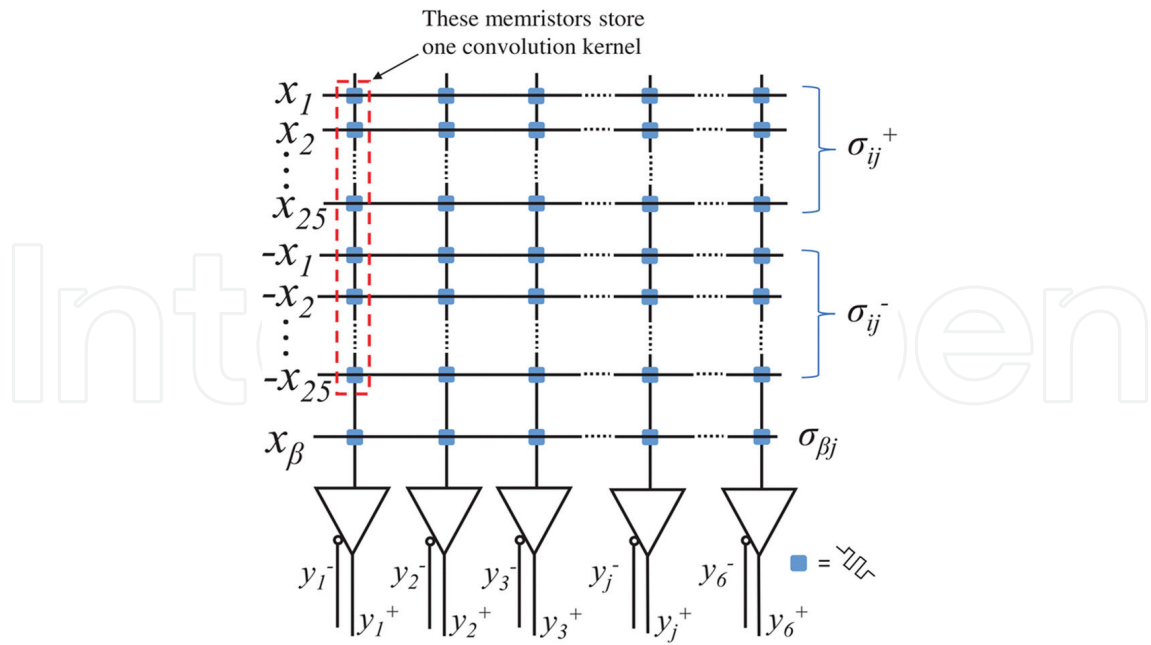 These memristors store
one convolution kernel
x1
x2
x25
-x1
-x2
-x25
xβ
σij+
σij-
σβj
y1- y2- y3- yj- y6-
y1+ y2+ y3+ yj+ y6+
=